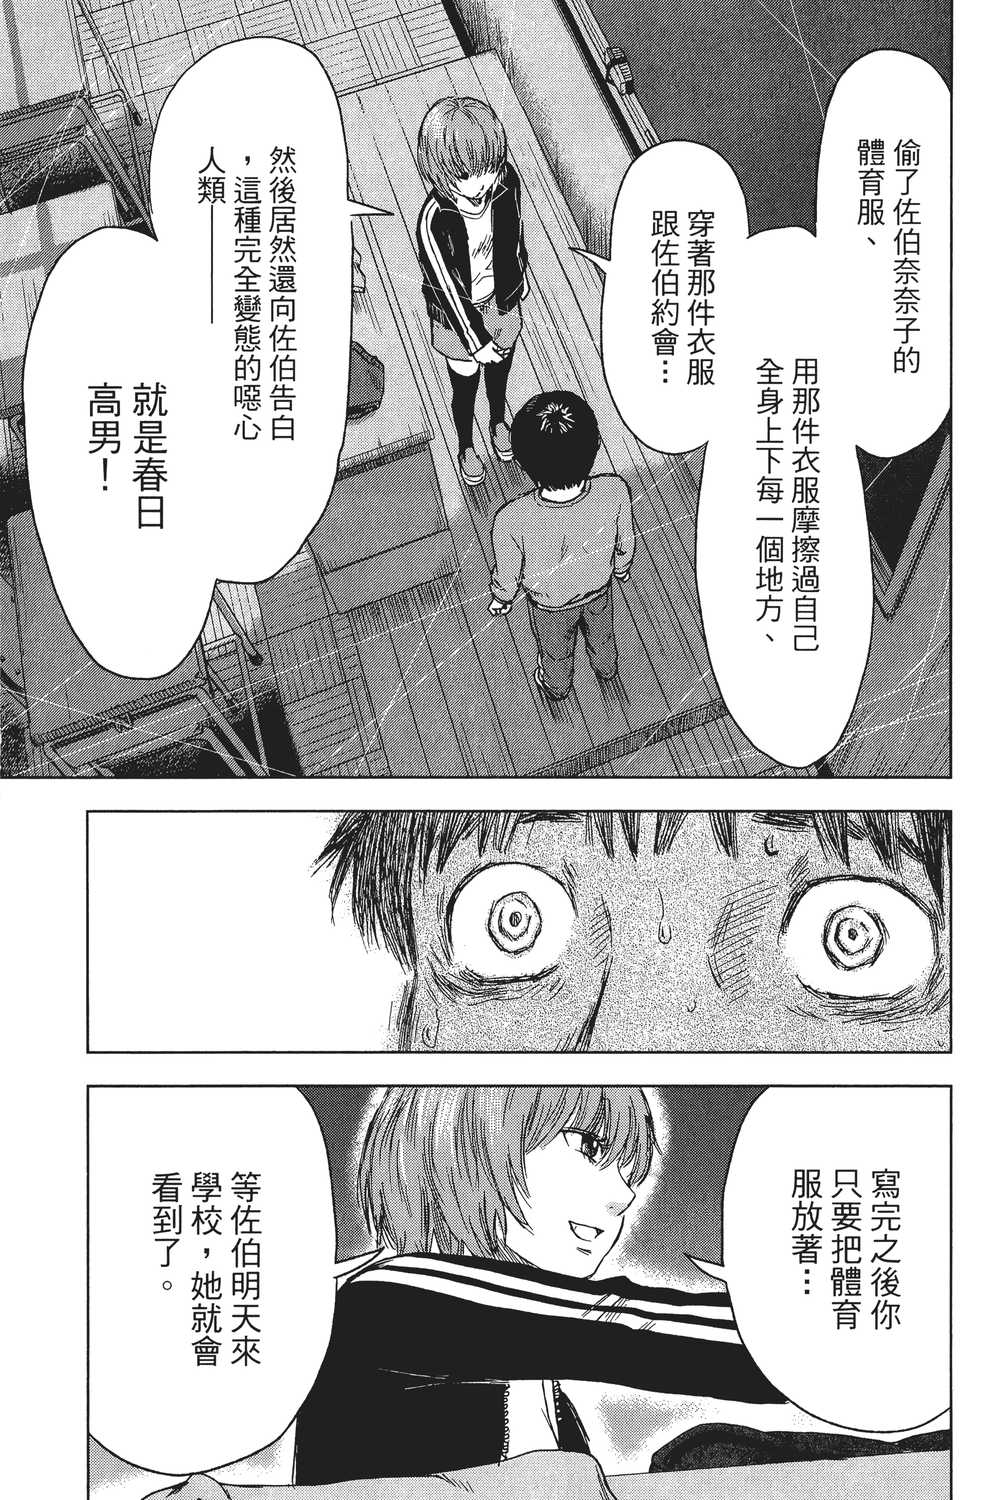 偷了佐伯奈奈子的
體育服、
用那件衣服摩擦過自己
全身上下每一個地方、
穿著那件衣服
跟佐伯約會…
然後居然還向佐伯告白
，這種完全變態的噁心
人類——
就是春日
高男！
寫完之後你
只要把體育
服放著…
等佐伯明天來
學校，她就會
看到了。